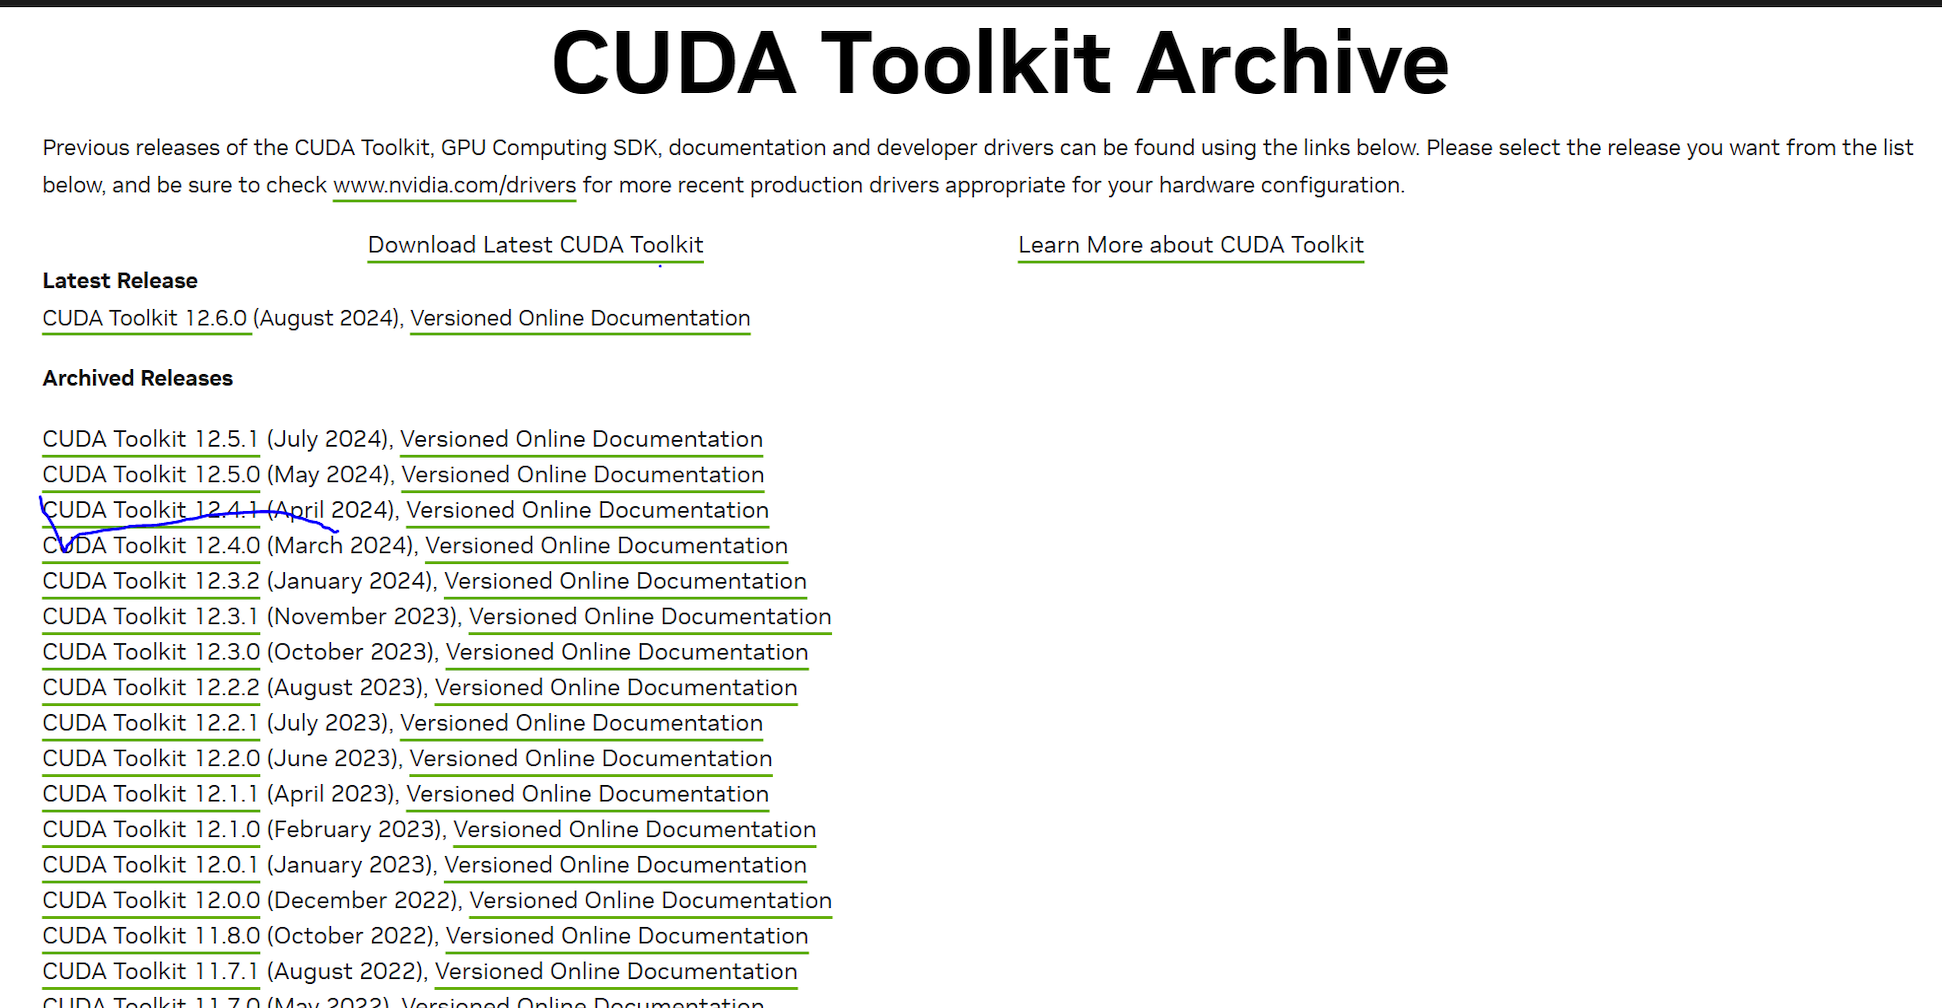 CUDA Toolkit Archive
Previous releases of the CUDA Toolkit, GPU Computing SDK, documentation and developer drivers can be found using the links below. Please select the release you want from the list
below, and be sure to check www.nvidia.com/drivers for more recent production drivers appropriate for your hardware configuration.
Download Latest CUDA Toolkit Learn More about CUDA Toolkit
Latest Release
CUDA Toolkit 12.6.0 (August 2024), Versioned Online Documentation
Archived Releases
CUDA Toolkit 12.5.1 (July 2024), Versioned Online Documentation
CUDA Toolkit 12.5.0 (May 2024), Versioned Online Documentation
CUDA Toolkit 12.4.1 (April 2024), Versioned Online Documentation
CUDA Toolkit 12.4.0 (March 2024), Versioned Online Documentation
CUDA Toolkit 12.3.2 (January 2024), Versioned Online Documentation
CUDA Toolkit 12.3.1 (November 2023), Versioned Online Documentation
CUDA Toolkit 12.3.0 (October 2023), Versioned Online Documentation
CUDA Toolkit 12.2.2 (August 2023), Versioned Online Documentation
CUDA Toolkit 12.2.1 (July 2023), Versioned Online Documentation
CUDA Toolkit 12.2.0 (June 2023), Versioned Online Documentation
CUDA Toolkit 12.1.1 (April 2023), Versioned Online Documentation
CUDA Toolkit 12.1.0 (February 2023), Versioned Online Documentation
CUDA Toolkit 12.0.1 (January 2023), Versioned Online Documentation
CUDA Toolkit 12.0.0 (December 2022), Versioned Online Documentation
CUDA Toolkit 11.8.0 (October 2022), Versioned Online Documentation
CUDA Toolkit 11.7.1 (August 2022), Versioned Online Documentation
CUDA Toolkit 11.7.0 (May 2022), Versioned Online Documentation